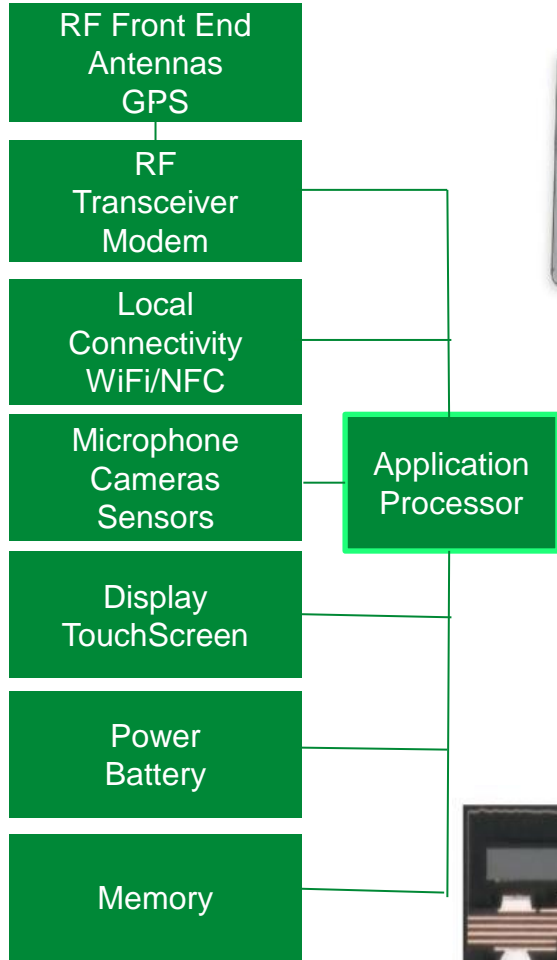 RF Front End
Antennas
GPS
RF
Transceiver
Modem
Local
Connectivity
WiFi/NFC
Microphone
Cameras
Sensors
Application
Processor
Display
TouchScreen
Power
Battery
Memory